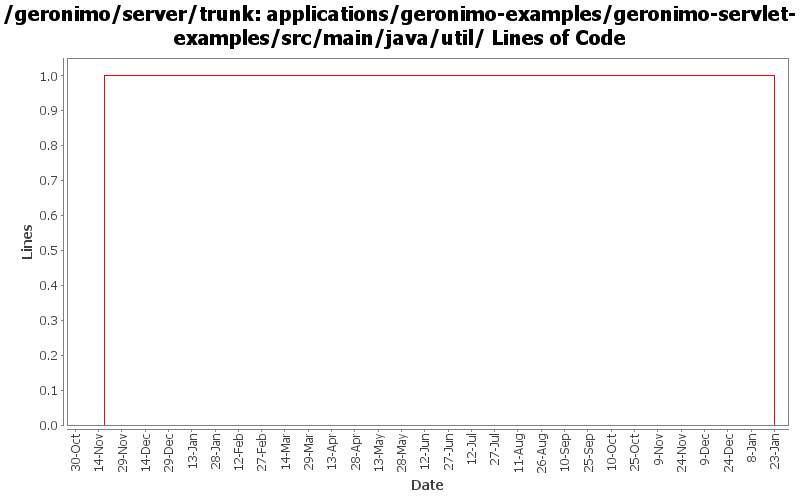 /geronimo/server/trunk: applications/geronimo-examples/geronimo-servlet-
examples/src/main/java/util/ Lines of Code
1.0
0.9
0.8
0.7
0.6
0.5
0.4
0.3
0.2
0.1
0.0
Lines
30-Oct
14-Nov
29-Nov
14-Dec
29-Dec
13-Jan
28-Jan
12-Feb
27-Feb
14-Mar
29-Mar
13-Apr
28-Apr
13-May
28-May
12-Jun
27-Jun
12-Jul
27-Jul
11-Aug
26-Aug
10-Sep
25-Sep
10-Oct
25-Oct
9-Nov
24-Nov
9-Dec
24-Dec
8-Jan
23-Jan
Date